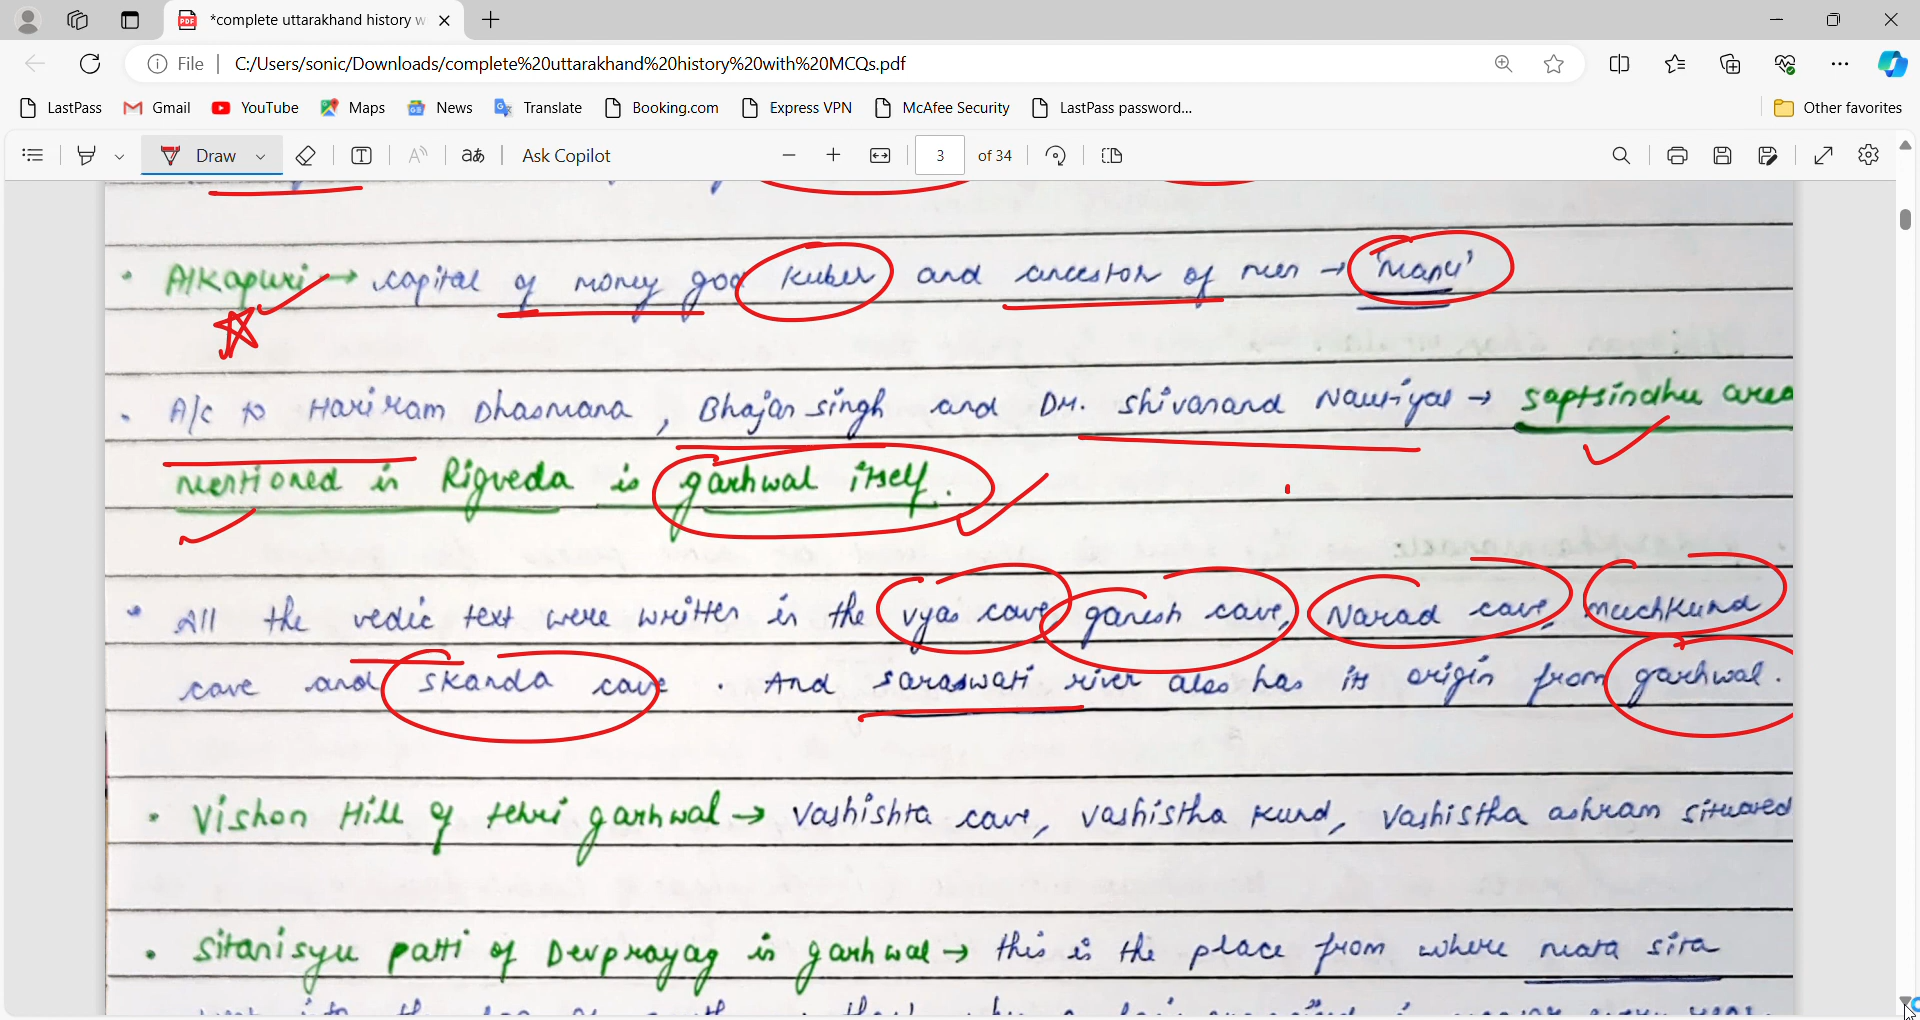 *complete uttarakhand history w
File
C:/Users/sonic/Downloads/complete%20uttarakhand%20history%20with%20MCQs.pdf
LastPass Gmail YouTube Maps News Translate Booking.com Express VPN McAfee Security LastPass password... Other favorites
Draw Ask Copilot 3 of 34
• Alkapuri → capital of money god kuber and ancestor of men → 'Manu'
• A/c to Hariram Dhasmana, Bhajan singh and Dr. Shivanand Nautiyal → saptsindhu area
mentioned in Rigveda is garhwal itself.
• All the vedic text were written in the vyas cave, ganesh cave, Narad cave, muchkund
cave and skanda cave. And saraswati river also has its origin from garhwal.
• Vishon Hill of tehri garhwal → Vashishta cave, Vashistha kund, Vashistha ashram situated
• Sitanisyu patti of Devprayag in garhwal → this is the place from where mata sita